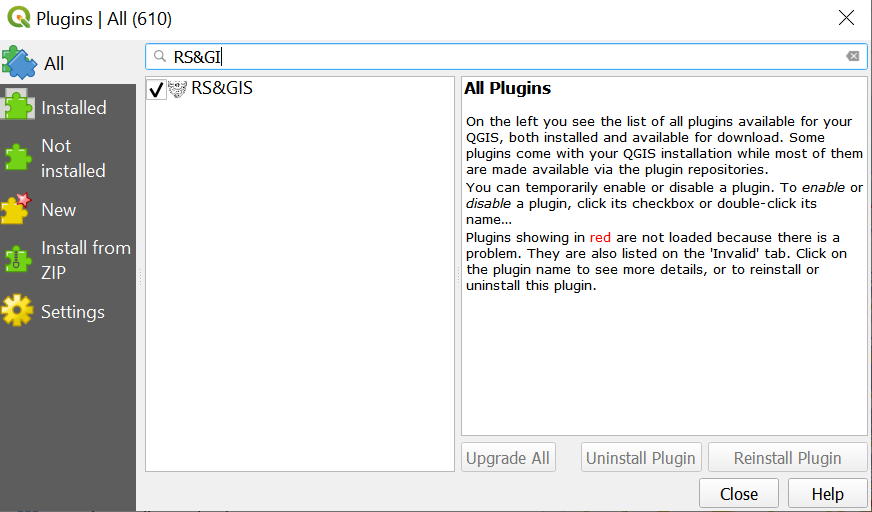 Plugins | All (610)
All
Installed
Not
installed
New
Install from
ZIP
Settings
RS&GI
RS&GIS
All Plugins
On the left you see the list of all plugins available for your
QGIS, both installed and available for download. Some
plugins come with your QGIS installation while most of them
are made available via the plugin repositories.
You can temporarily enable or disable a plugin. To enable or
disable a plugin, click its checkbox or double-click its
name...
Plugins showing in red are not loaded because there is a
problem. They are also listed on the 'Invalid' tab. Click on
the plugin name to see more details, or to reinstall or
uninstall this plugin.
Upgrade All
Uninstall Plugin
Reinstall Plugin
Close
Help